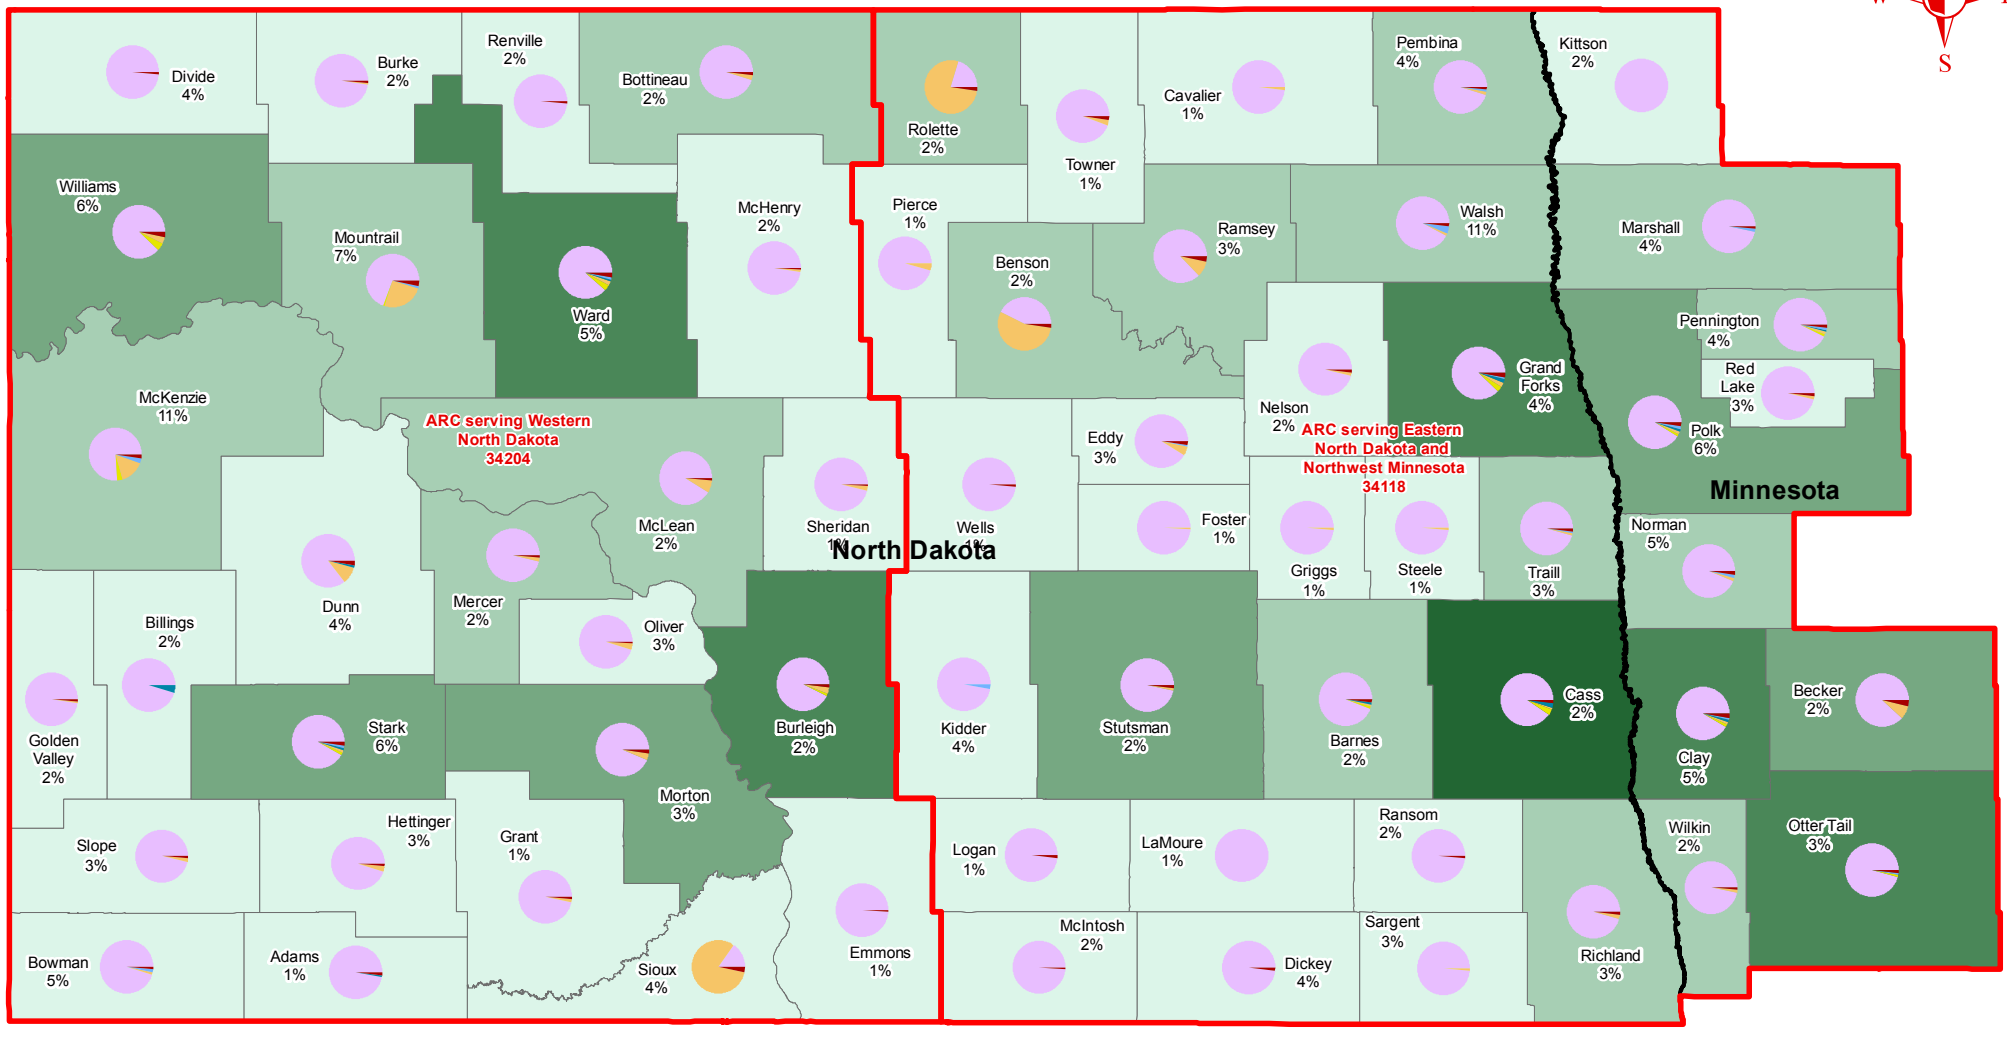 W
S
Divide
4%
Burke
2%
Renville
2%
Bottineau
2%
Rolette
2%
Towner
1%
Cavalier
1%
Pembina
4%
Kittson
2%
Williams
6%
Mountrail
7%
Ward
5%
McHenry
2%
Pierce
1%
Benson
2%
Ramsey
3%
Walsh
11%
Marshall
4%
Pennington
4%
Red
Lake
3%
Polk
6%
Grand
Forks
4%
Nelson
2%
McKenzie
11%
ARC serving Western
North Dakota
34204
ARC serving Eastern
North Dakota and
Northwest Minnesota
34118
Minnesota
North Dakota
McLean
2%
Sheridan
1%
Wells
1%
Eddy
3%
Foster
1%
Griggs
1%
Steele
1%
Traill
3%
Norman
5%
Dunn
4%
Mercer
2%
Oliver
3%
Billings
2%
Golden
Valley
2%
Stark
6%
Morton
3%
Burleigh
2%
Kidder
4%
Stutsman
2%
Barnes
2%
Cass
2%
Clay
5%
Becker
2%
Slope
3%
Hettinger
3%
Grant
1%
Bowman
5%
Adams
1%
Sioux
4%
Emmons
1%
Logan
1%
LaMoure
1%
Ransom
2%
McIntosh
2%
Dickey
4%
Sargent
3%
Richland
3%
Wilkin
2%
Otter Tail
3%